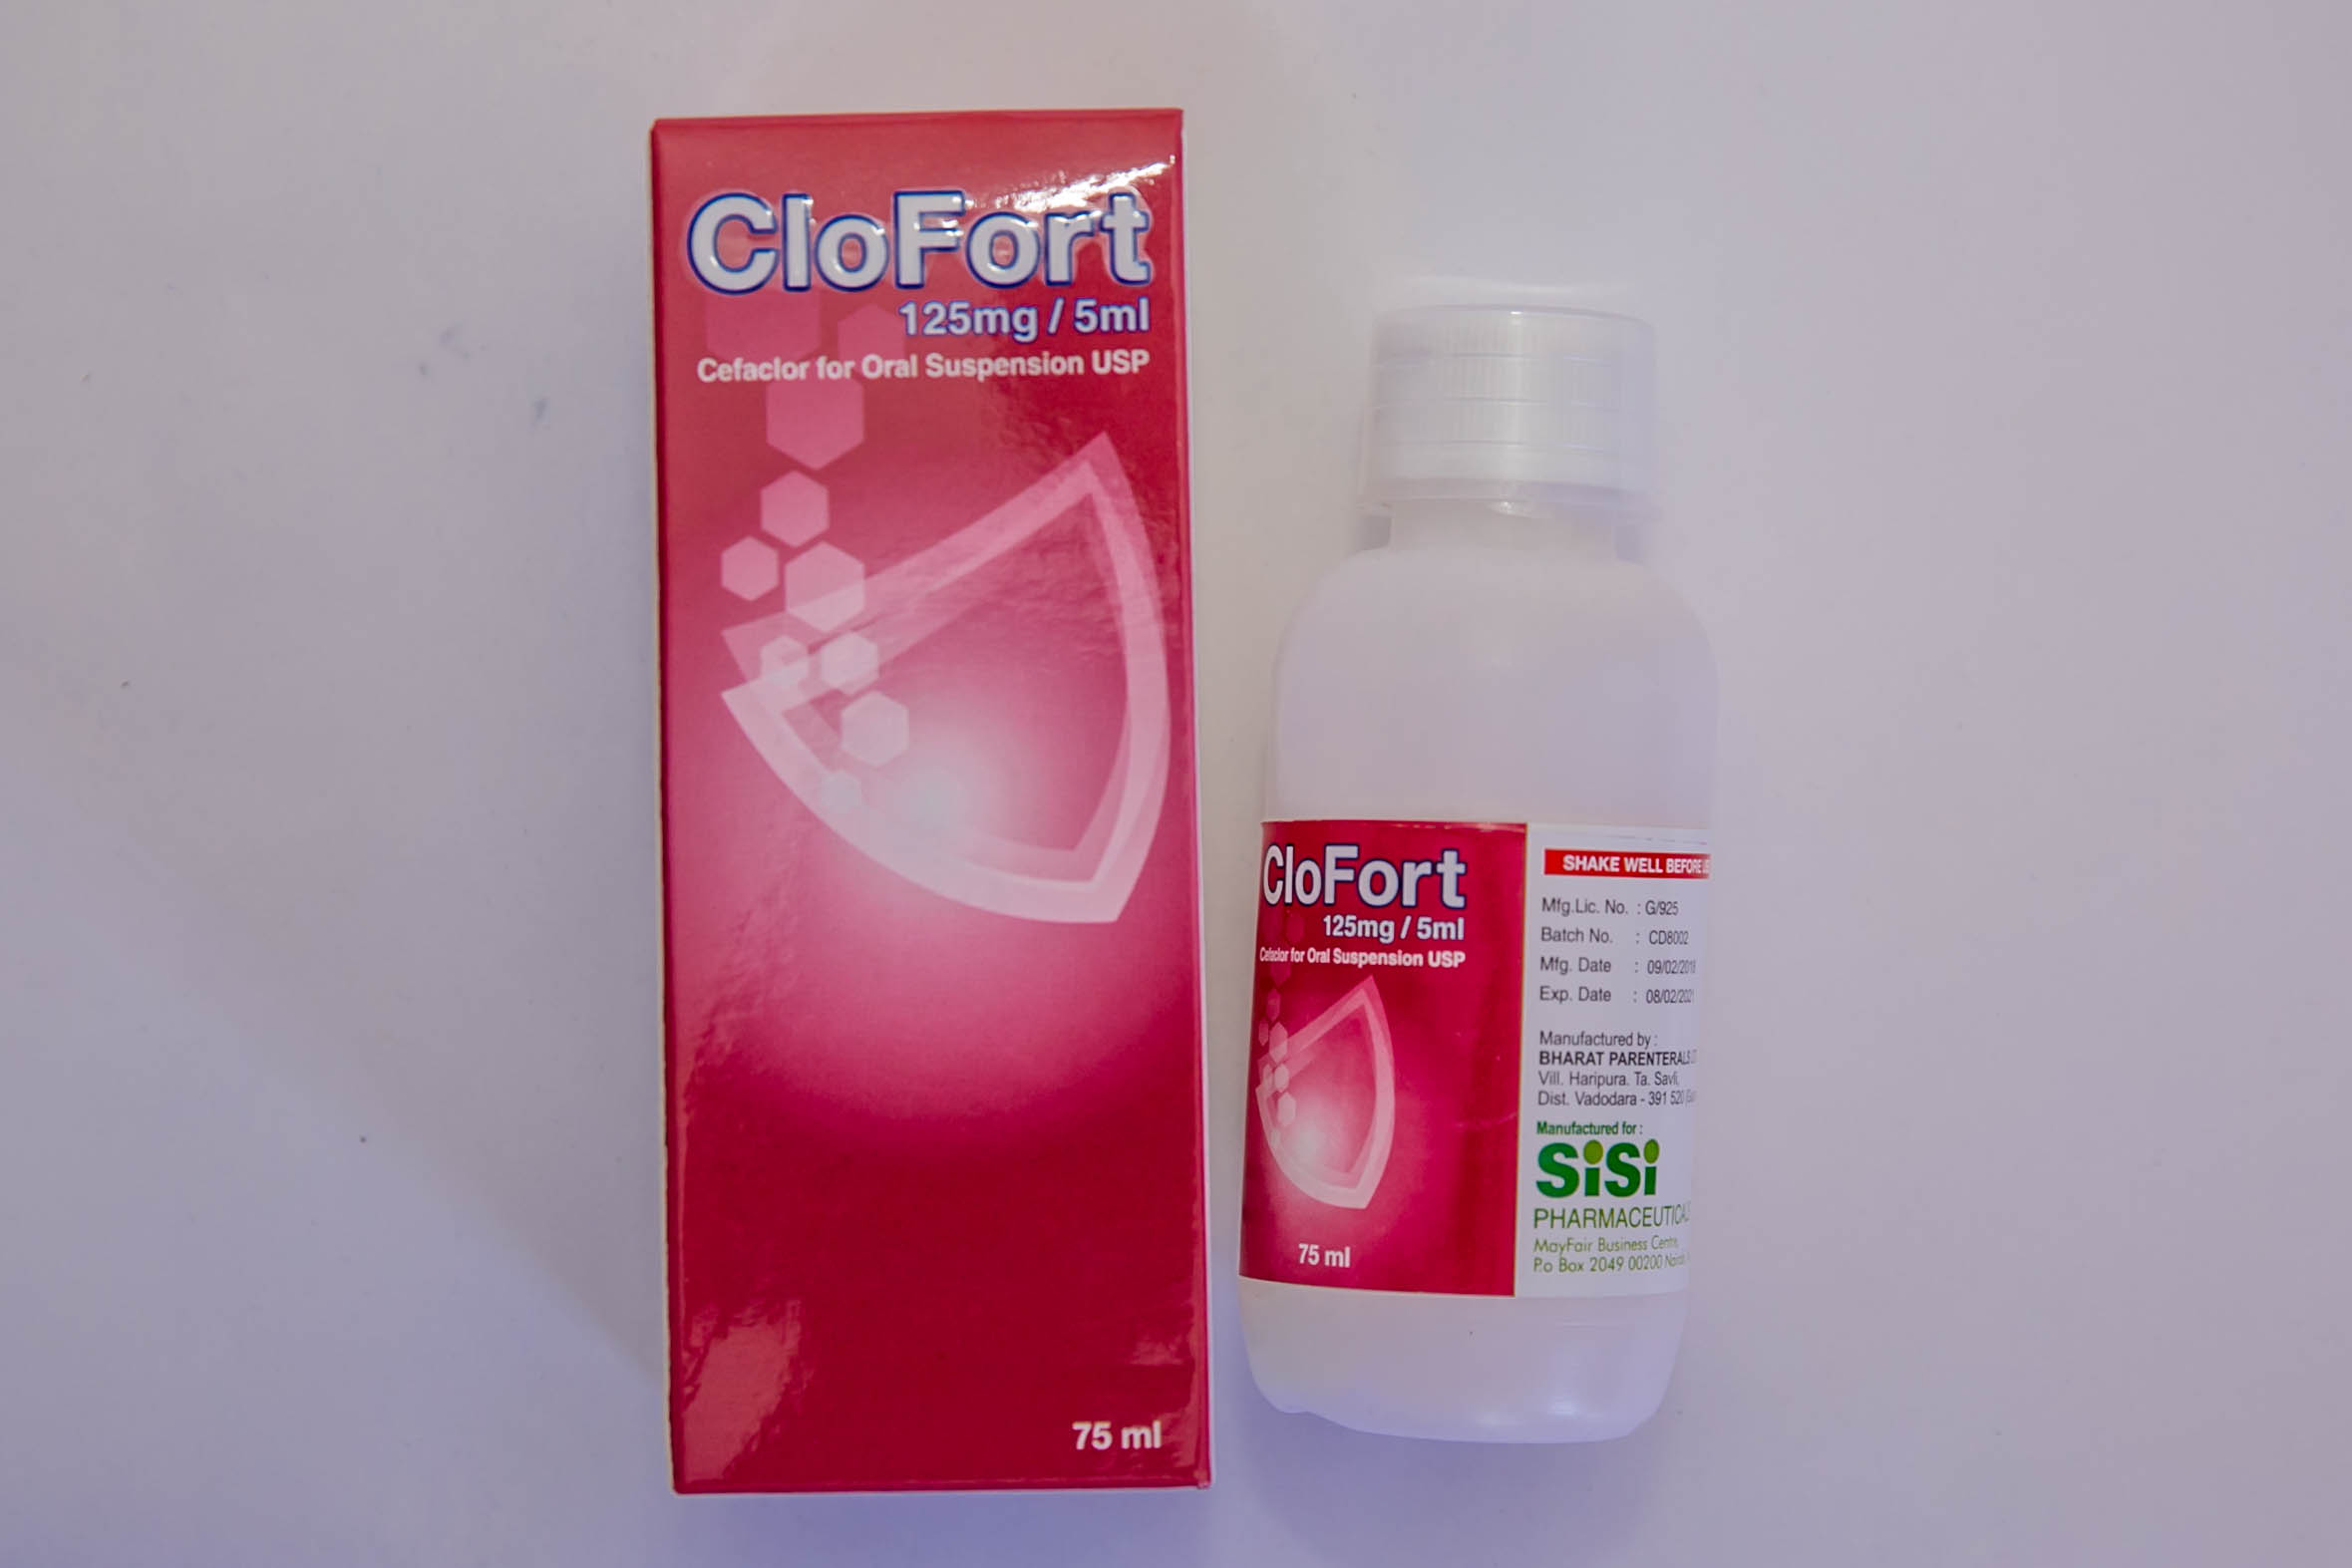 CloFort
125mg / 5ml
Cefaclor for Oral Suspension USP
75 ml
CloFort
125mg / 5ml
Cefaclor for Oral Suspension USP
75 ml
SHAKE WELL BEFORE
Mfg.Lic. No. : G/925
Batch No. : CD8002
Mfg. Date : 09/02/2018
Exp. Date : 08/02/2021
Manufactured by :
BHARAT PARENTERALS
Vill. Haripura. Ta. Savli,
Dist. Vadodara - 391 520
Manufactured for :
SiSi
PHARMACEUTICAL
MayFair Business Centre,
P.o Box 2049 00200